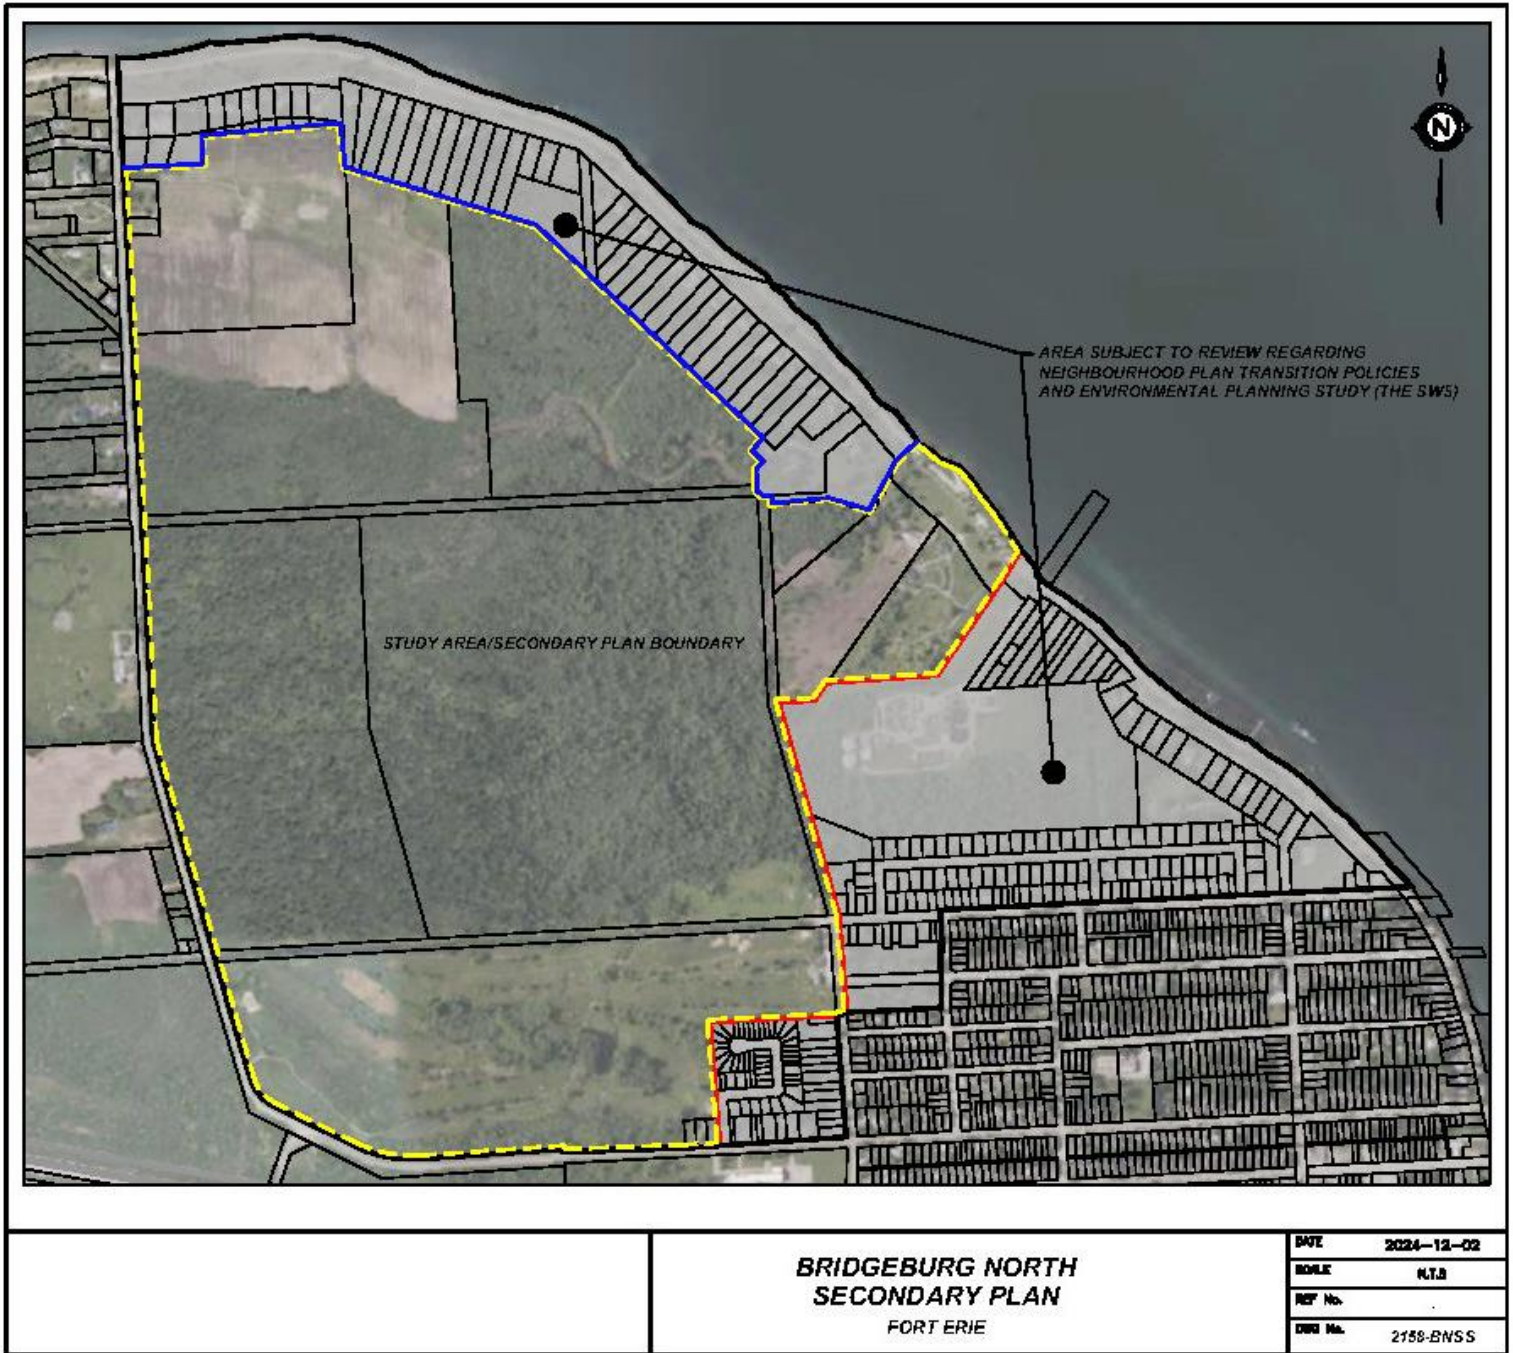 N
AREA SUBJECT TO REVIEW REGARDING
NEIGHBOURHOOD PLAN TRANSITION POLICIES
AND ENVIRONMENTAL PLANNING STUDY (THE SWS)
STUDY AREA/SECONDARY PLAN BOUNDARY
BRIDGEBURG NORTH
SECONDARY PLAN
FORT ERIE
DATE 2024-12-02
SCALE N.T.S
REF No. .
DWG No. 2158-BNSS